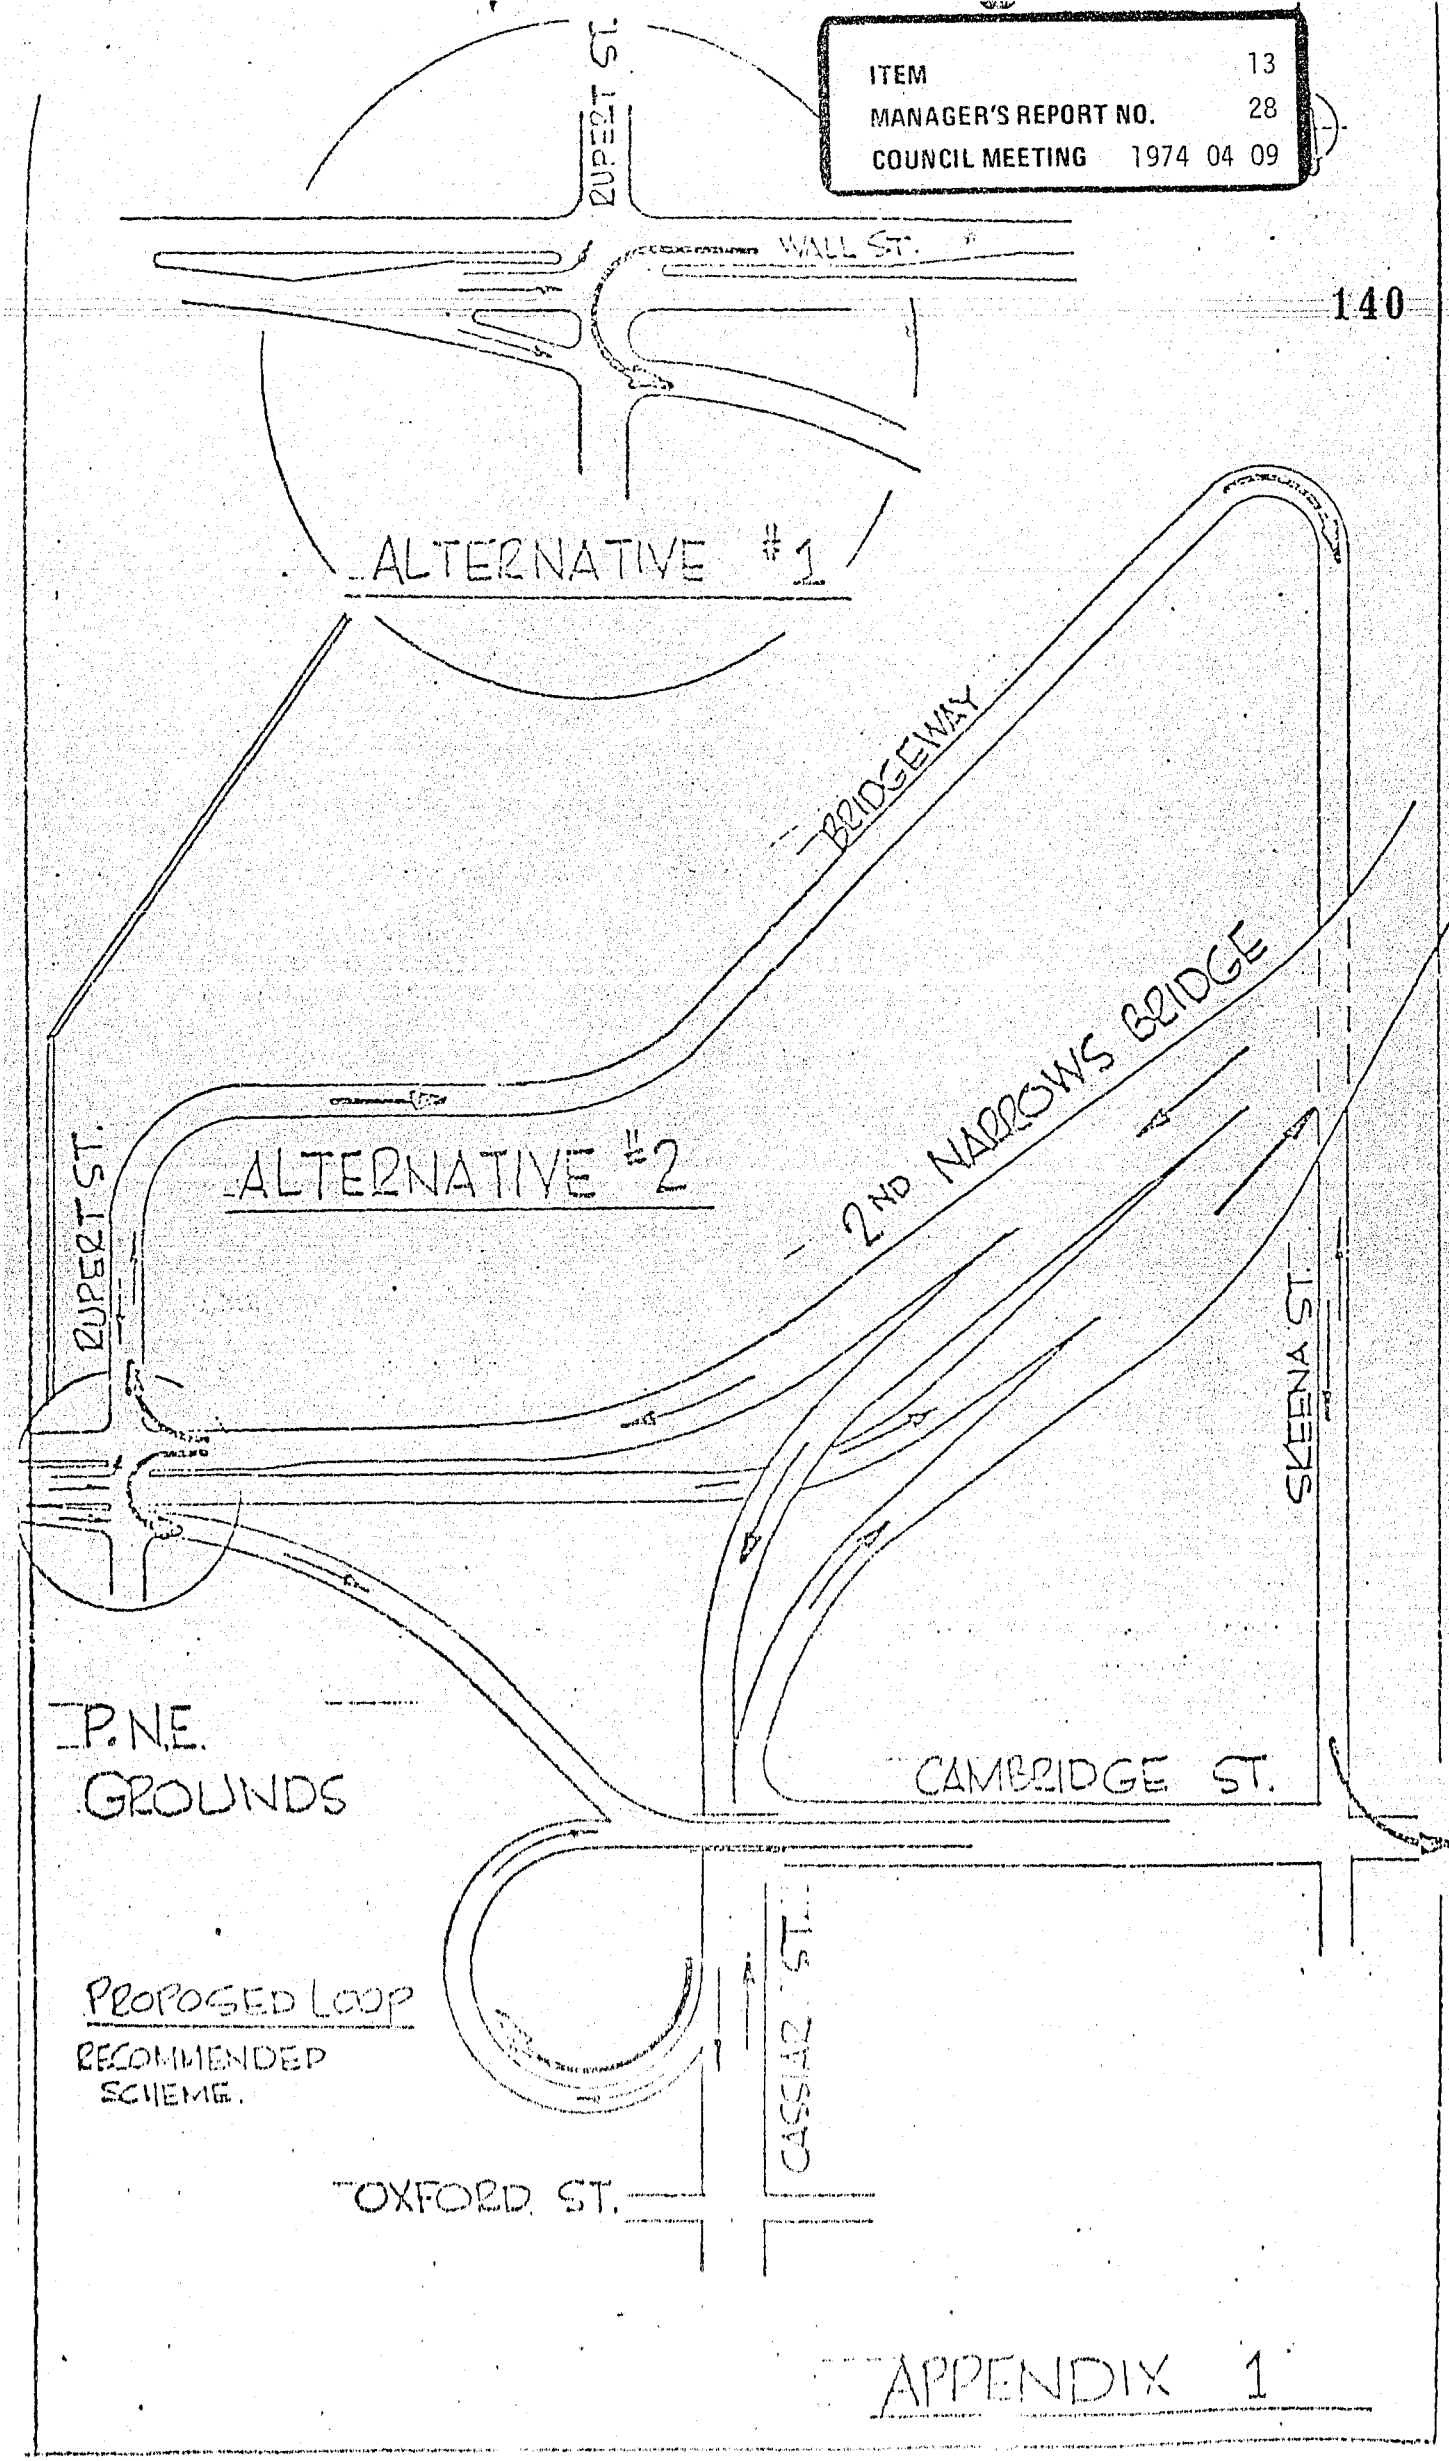 ITEM 13
MANAGER'S REPORT NO. 28
COUNCIL MEETING 1974 04 09
140
RUPERT ST.
WALL ST.
ALTERNATIVE #1
BRIDGEWAY
2ND NARROWS BRIDGE
RUPERT ST.
ALTERNATIVE #2
SKEENA ST.
P.N.E.
GROUNDS
CAMBRIDGE ST.
PROPOSED LOOP
RECOMMENDED
SCHEME.
CASSIAR ST.
OXFORD ST.
APPENDIX 1